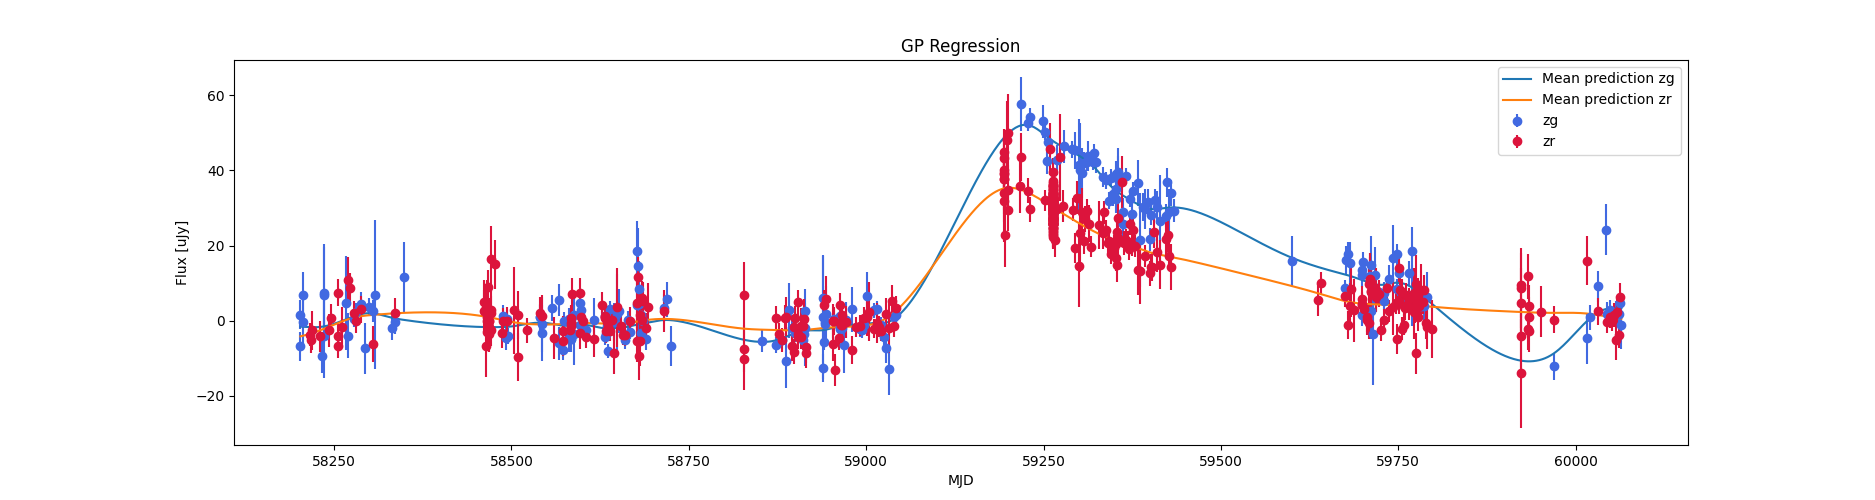 GP Regression
Flux [uJy]
60
40
20
0
−20
58250
58500
58750
59000
59250
59500
59750
60000
MJD
Mean prediction zg
Mean prediction zr
zg
zr